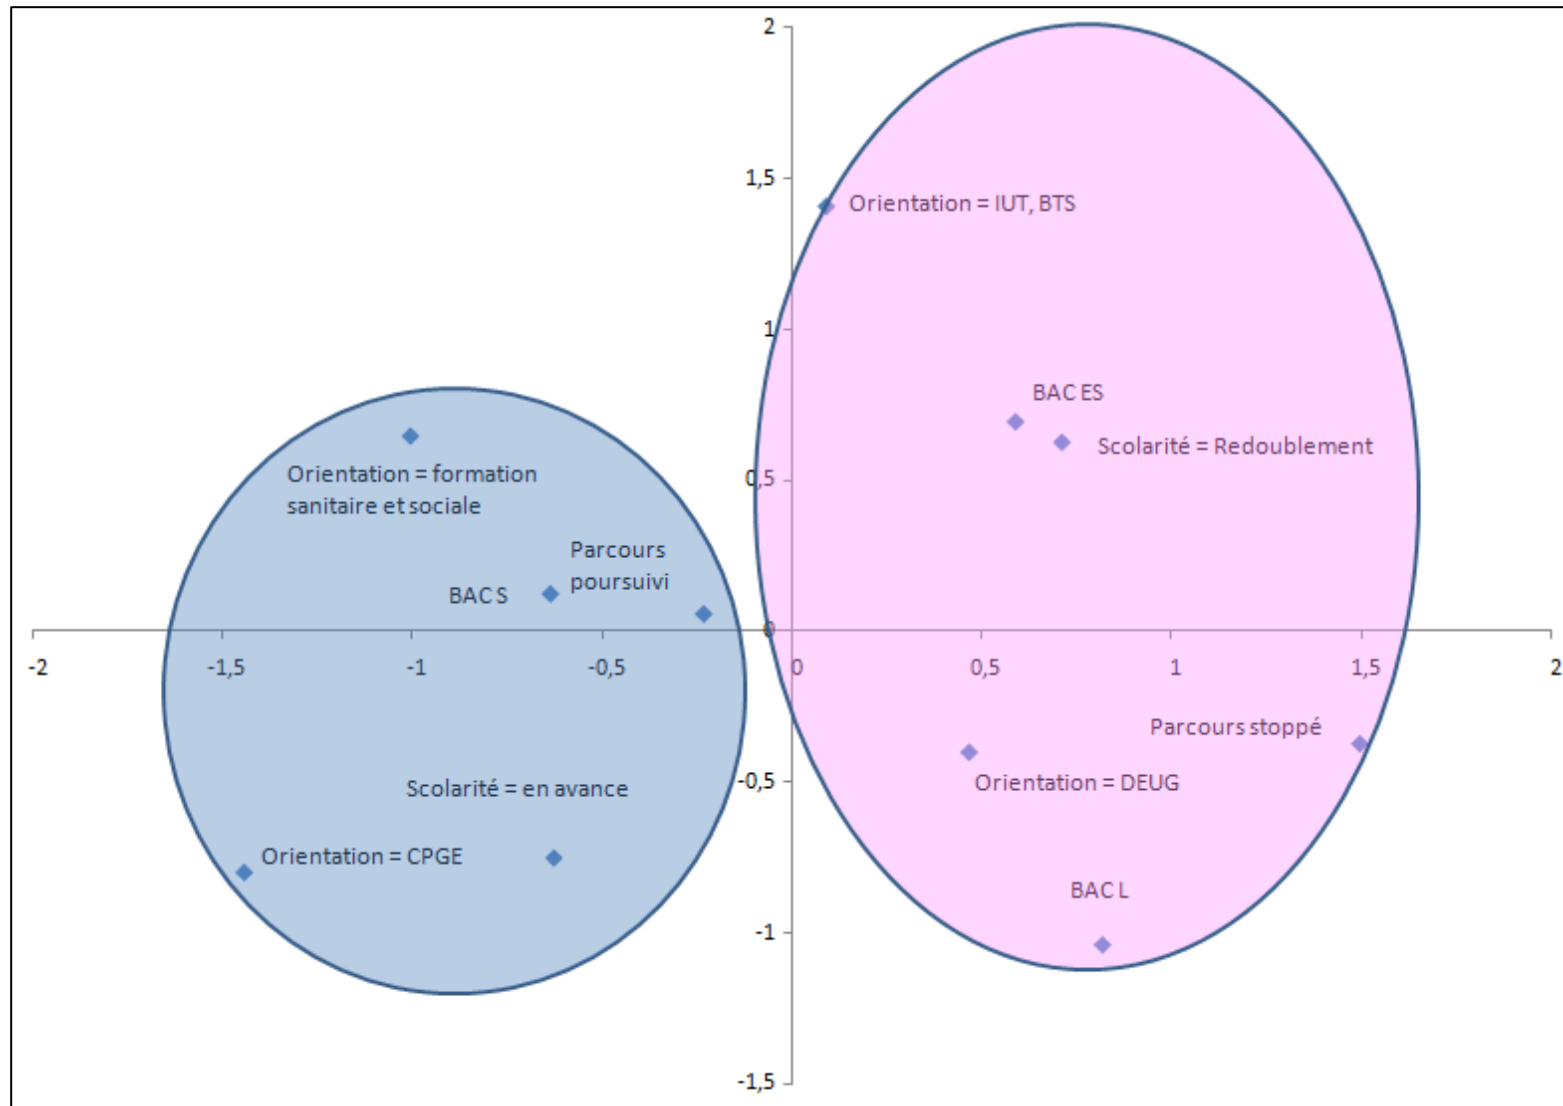 2
1,5
Orientation = IUT, BTS
1
BAC ES
Scolarité = Redoublement
0,5
Orientation = formation
sanitaire et sociale
Parcours
poursuivi
BAC S
0
-2
-1,5
-1
-0,5
0
0,5
1
1,5
2
Parcours stoppé
-0,5
Orientation = DEUG
Scolarité = en avance
Orientation = CPGE
BAC L
-1
-1,5